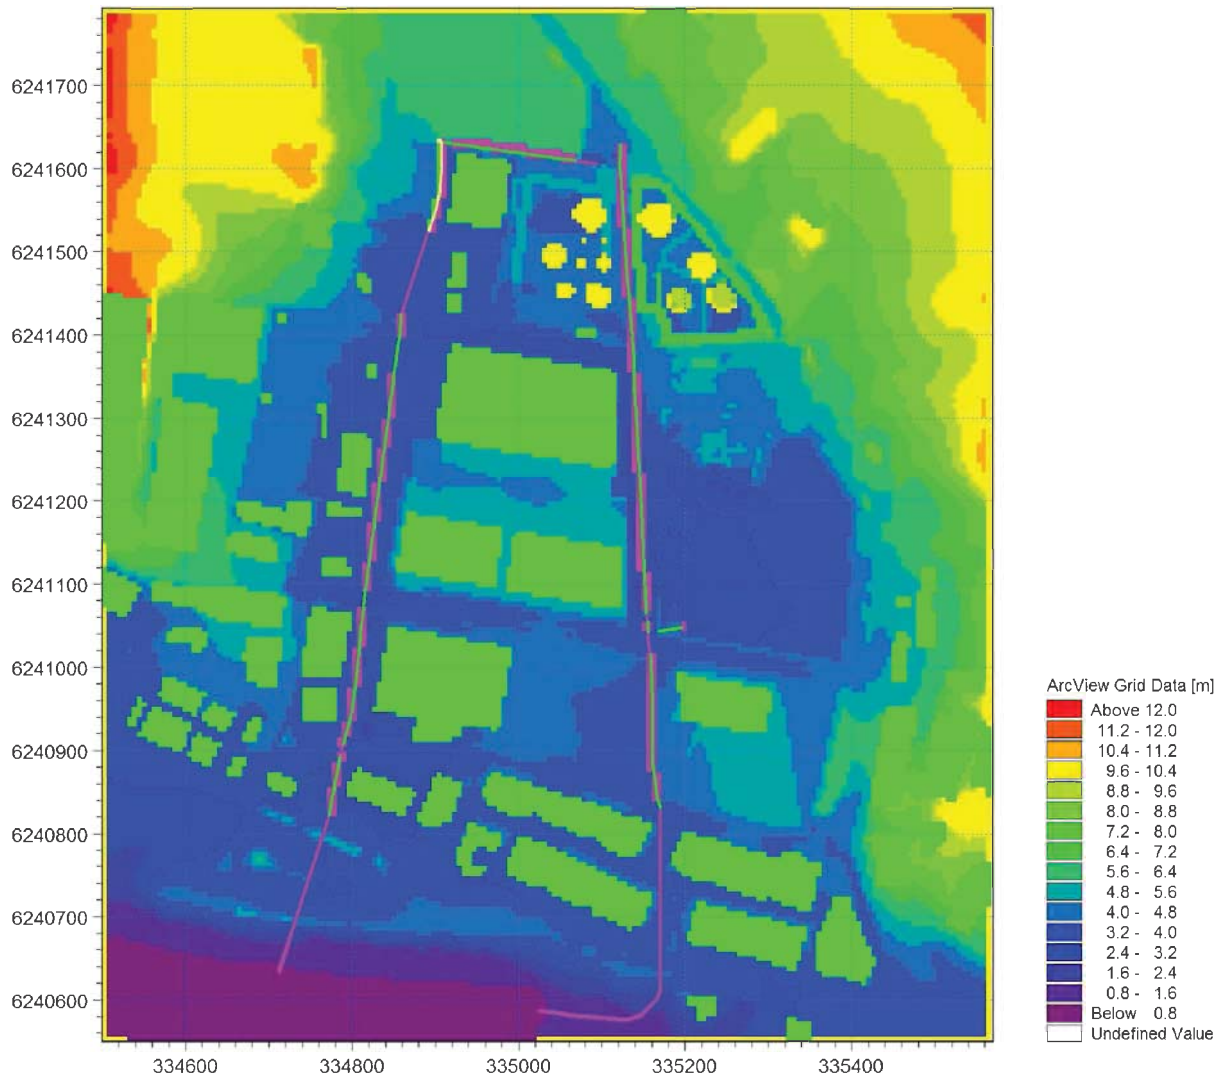 6241700
6241600
6241500
6241400
6241300
6241200
6241100
6241000
6240900
6240800
6240700
6240600
334600 334800 335000 335200 335400
ArcView Grid Data [m]
Above 12.0
11.2 - 12.0
10.4 - 11.2
9.6 - 10.4
8.8 - 9.6
8.0 - 8.8
7.2 - 8.0
6.4 - 7.2
5.6 - 6.4
4.8 - 5.6
4.0 - 4.8
3.2 - 4.0
2.4 - 3.2
1.6 - 2.4
0.8 - 1.6
Below 0.8
Undefined Value